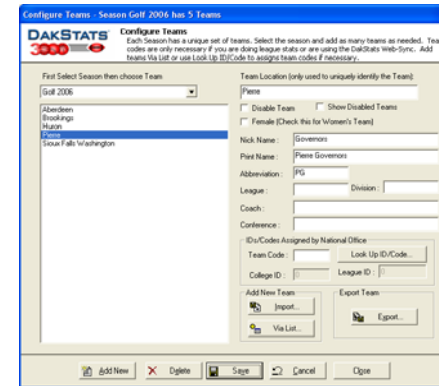 Configure Teams - Season Golf 2006 has 5 Teams
DAKSTATS
3000
Configure Teams
Each Season has a unique set of teams. Select the season and add as many teams as needed. Tea
codes are only necessary if you are doing league stats or are using the DakStats Web-Sync. Add
teams Via List or use Look Up ID/Code to assign team codes if necessary.
First Select Season then choose Team
Golf 2006
Aberdeen
Brookings
Huron
Pierre
Sioux Falls Washington
Team Location (only used to uniquely identify the Team):
Pierre
Disable Team
Show Disabled Teams
Female (Check this for Women's Team)
Nick Name :
Governors
Print Name :
Pierre Governors
Abbreviation :
PG
League :
Division :
Coach :
Conference :
IDs/Codes Assigned by National Office
Team Code :
Look Up ID/Code...
College ID :
0
League ID :
0
Add New Team
Import...
Via List...
Export Team
Export...
Add New
Delete
Save
Cancel
Close